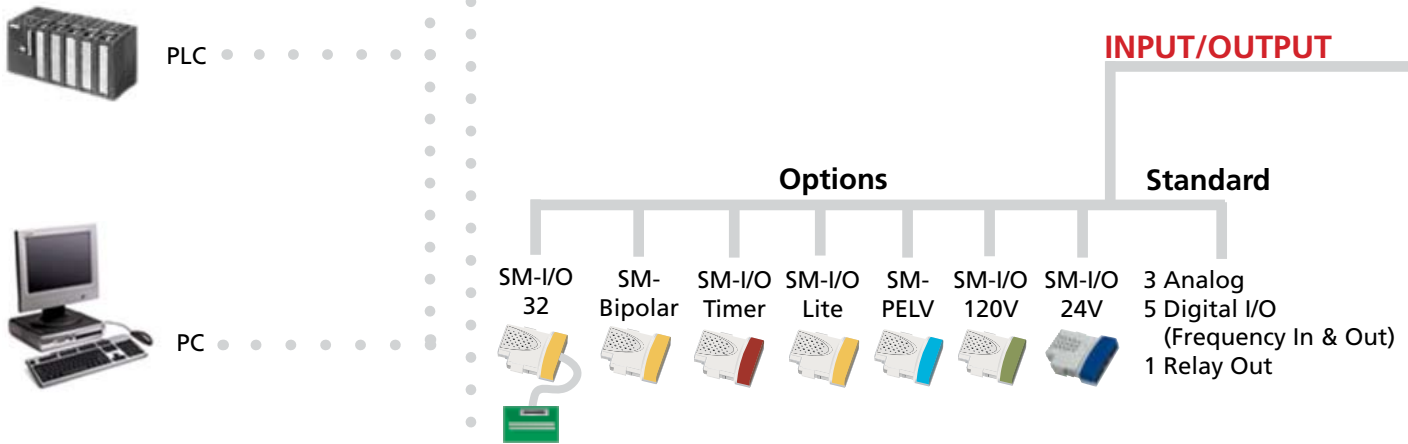 PLC
INPUT/OUTPUT
Options
Standard
SM-I/O
32
SM-
Bipolar
SM-I/O
Timer
SM-I/O
Lite
SM-
PELV
SM-I/O
120V
SM-I/O
24V
3 Analog
5 Digital I/O
(Frequency In & Out)
1 Relay Out
PC